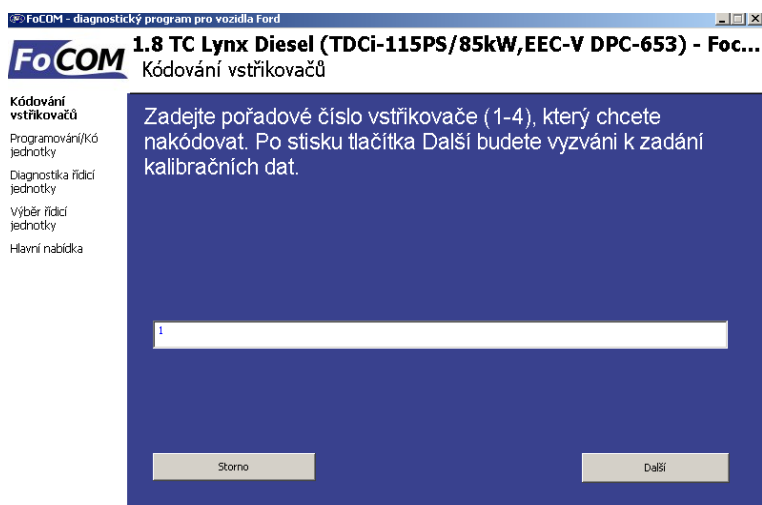 FoCOM - diagnostický program pro vozidla Ford
FoCOM
1.8 TC Lynx Diesel (TDCi-115PS/85kW,EEC-V DPC-653) - Foc...
Kódování vstřikovačů
Kódování
vstřikovačů
Programování/Kó
jednotky
Diagnostika řídicí
jednotky
Výběr řídicí
jednotky
Hlavní nabídka
Zadejte pořadové číslo vstřikovače (1-4), který chcete
nakódovat. Po stisku tlačítka Další budete vyzváni k zadání
kalibračních dat.
1
Storno
Další